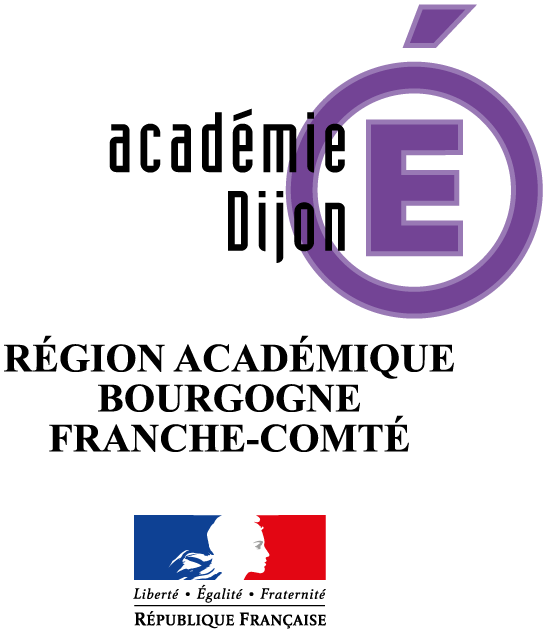 académie
Dijon
É
RÉGION ACADÉMIQUE
BOURGOGNE
FRANCHE-COMTÉ
Liberté • Égalité • Fraternité
RÉPUBLIQUE FRANÇAISE